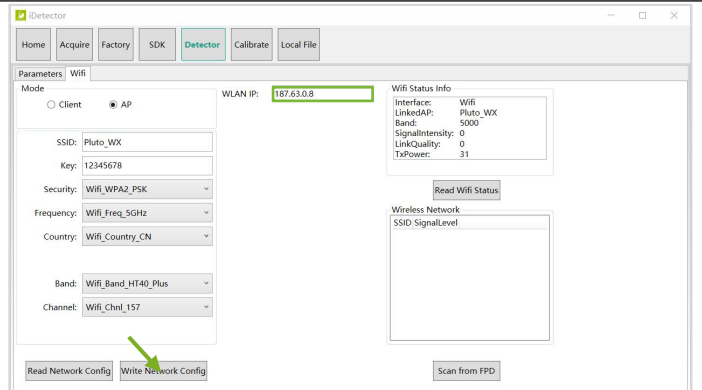 iDetector
Home Acquire Factory SDK Detector Calibrate Local File
Parameters Wifi
Mode
Client AP
SSID: Pluto_WX
Key: 12345678
Security: Wifi_WPA2_PSK
Frequency: Wifi_Freq_5GHz
Country: Wifi_Country_CN
Band: Wifi_Band_HT40_Plus
Channel: Wifi_Chnl_157
Read Network Config Write Network Config
WLAN IP: 187.63.0.8
Wifi Status Info
Interface: Wifi
LinkedAP: Pluto_WX
Band: 5000
SignalIntensity: 0
LinkQuality: 0
TxPower: 31
Read Wifi Status
Wireless Network
SSID SignalLevel
Scan from FPD